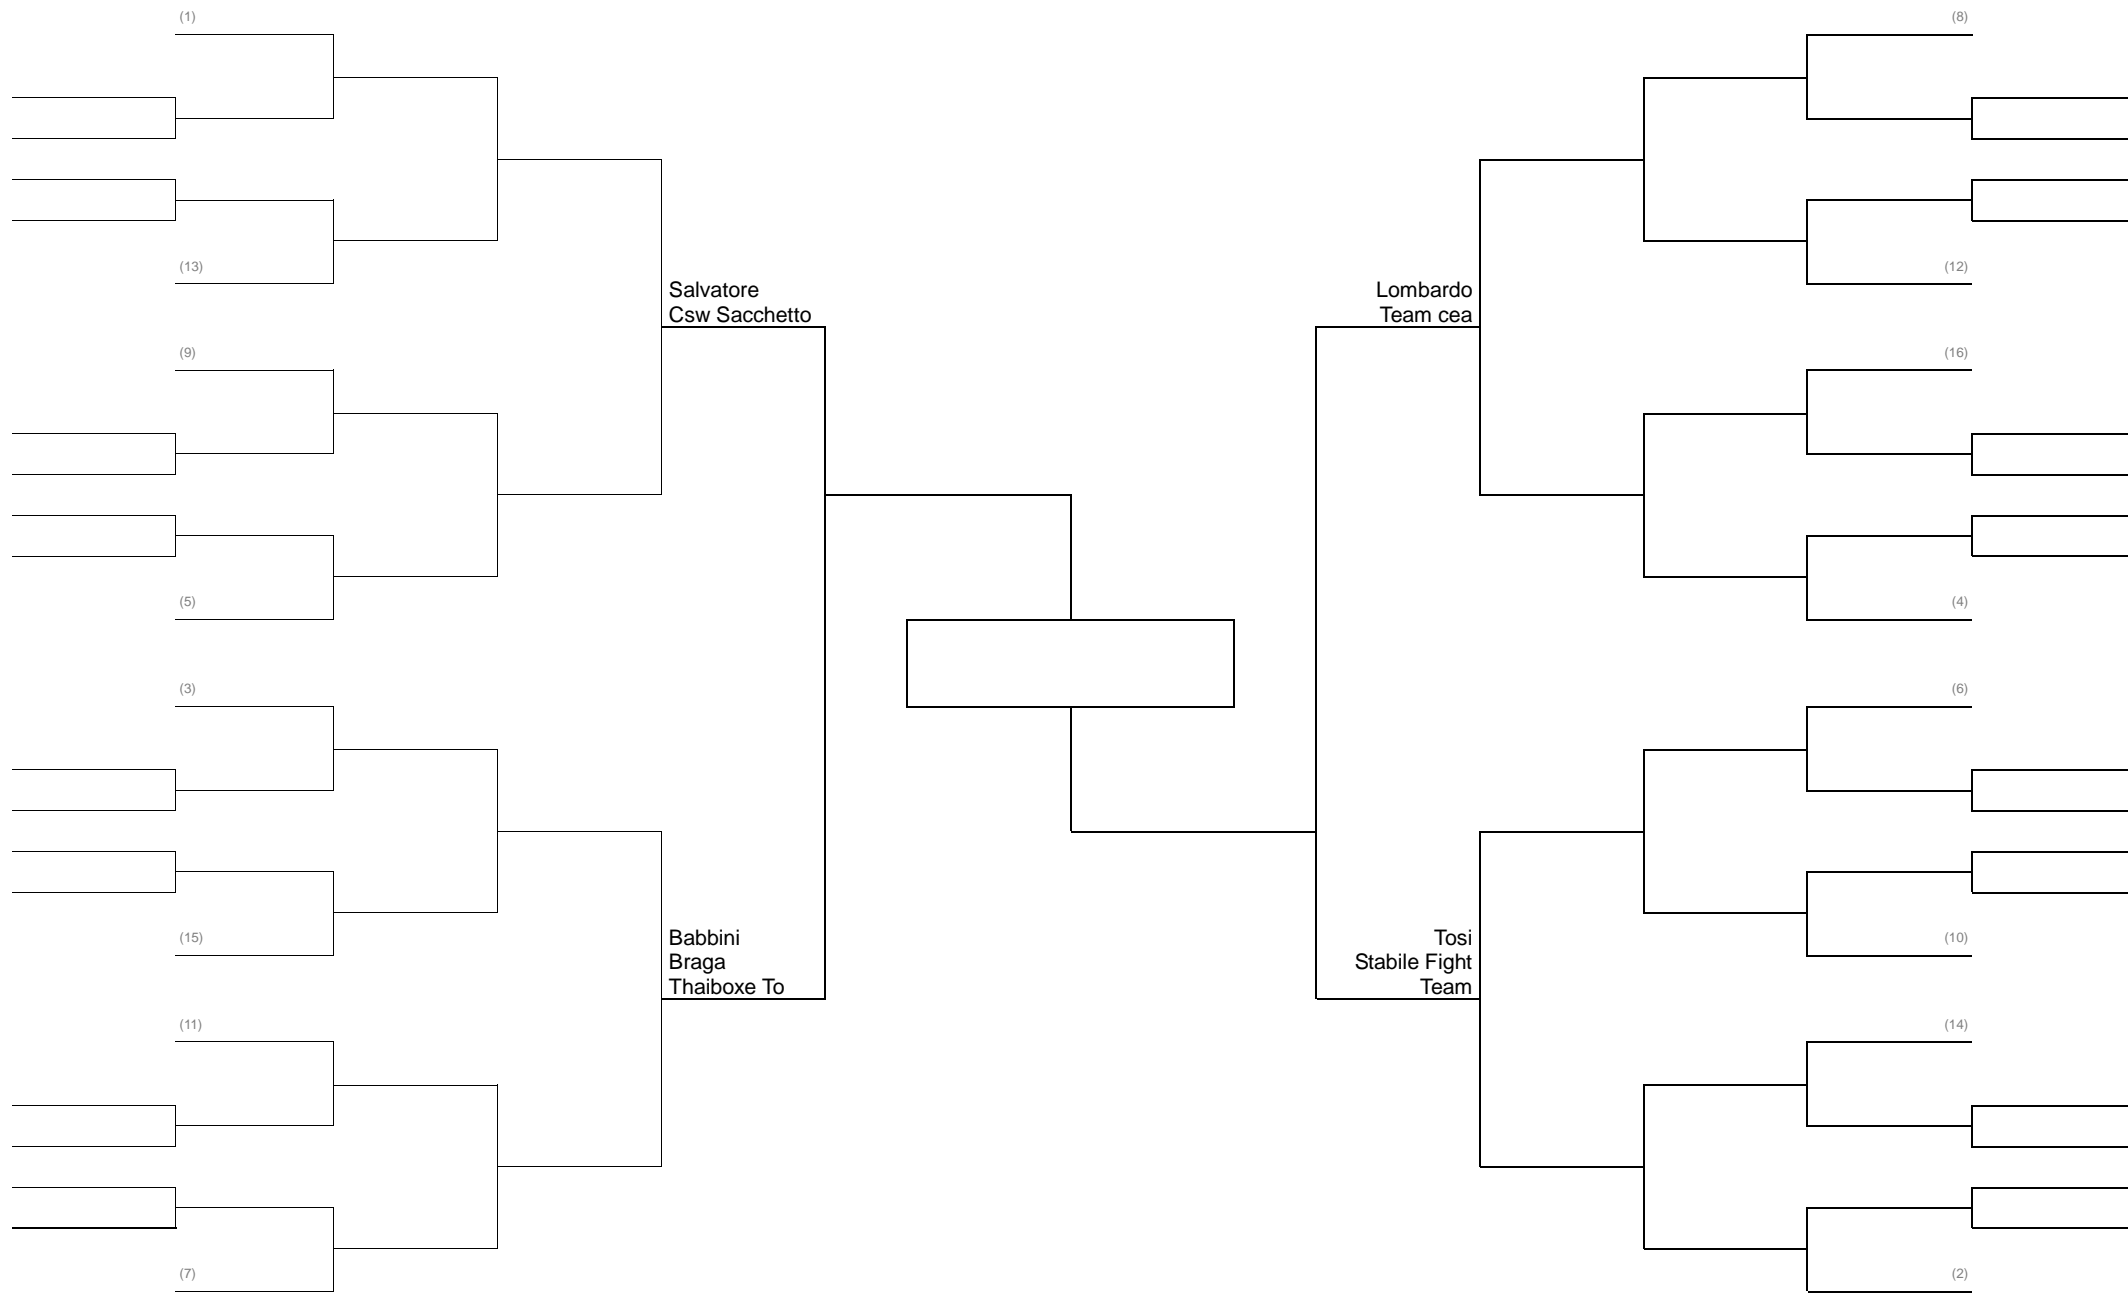 (1)
(8)
(13)
(12)
Salvatore
Csw Sacchetto
Lombardo
Team cea
(9)
(16)
(5)
(4)
(3)
(6)
(15)
(10)
Babbini
Braga
Thaiboxe To
Tosi
Stabile Fight
Team
(11)
(14)
(7)
(2)